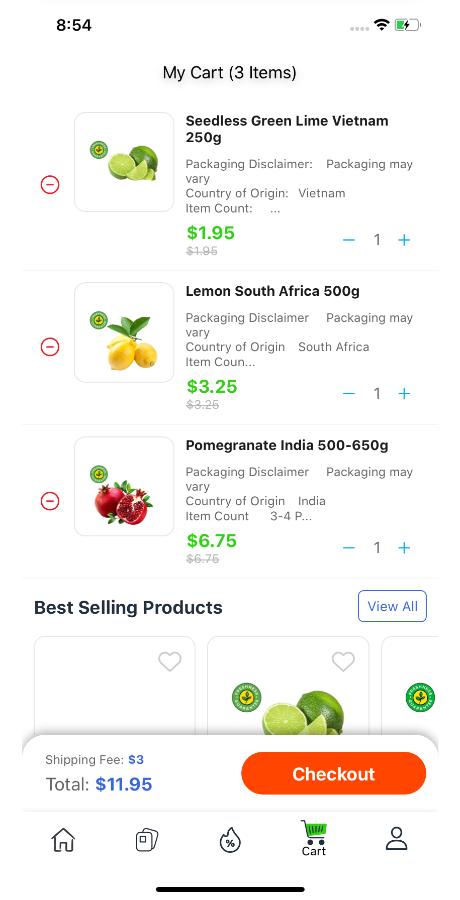 8:54
My Cart (3 Items)
Seedless Green Lime Vietnam
250g
Packaging Disclaimer: Packaging may
vary
Country of Origin: Vietnam
Item Count: ...
$1.95
$1.95
1
Lemon South Africa 500g
Packaging Disclaimer Packaging may
vary
Country of Origin South Africa
Item Coun...
$3.25
$3.25
1
Pomegranate India 500-650g
Packaging Disclaimer Packaging may
vary
Country of Origin India
Item Count 3-4 P...
$6.75
$6.75
1
Best Selling Products
View All
Shipping Fee: $3
Total: $11.95
Checkout
%
Cart